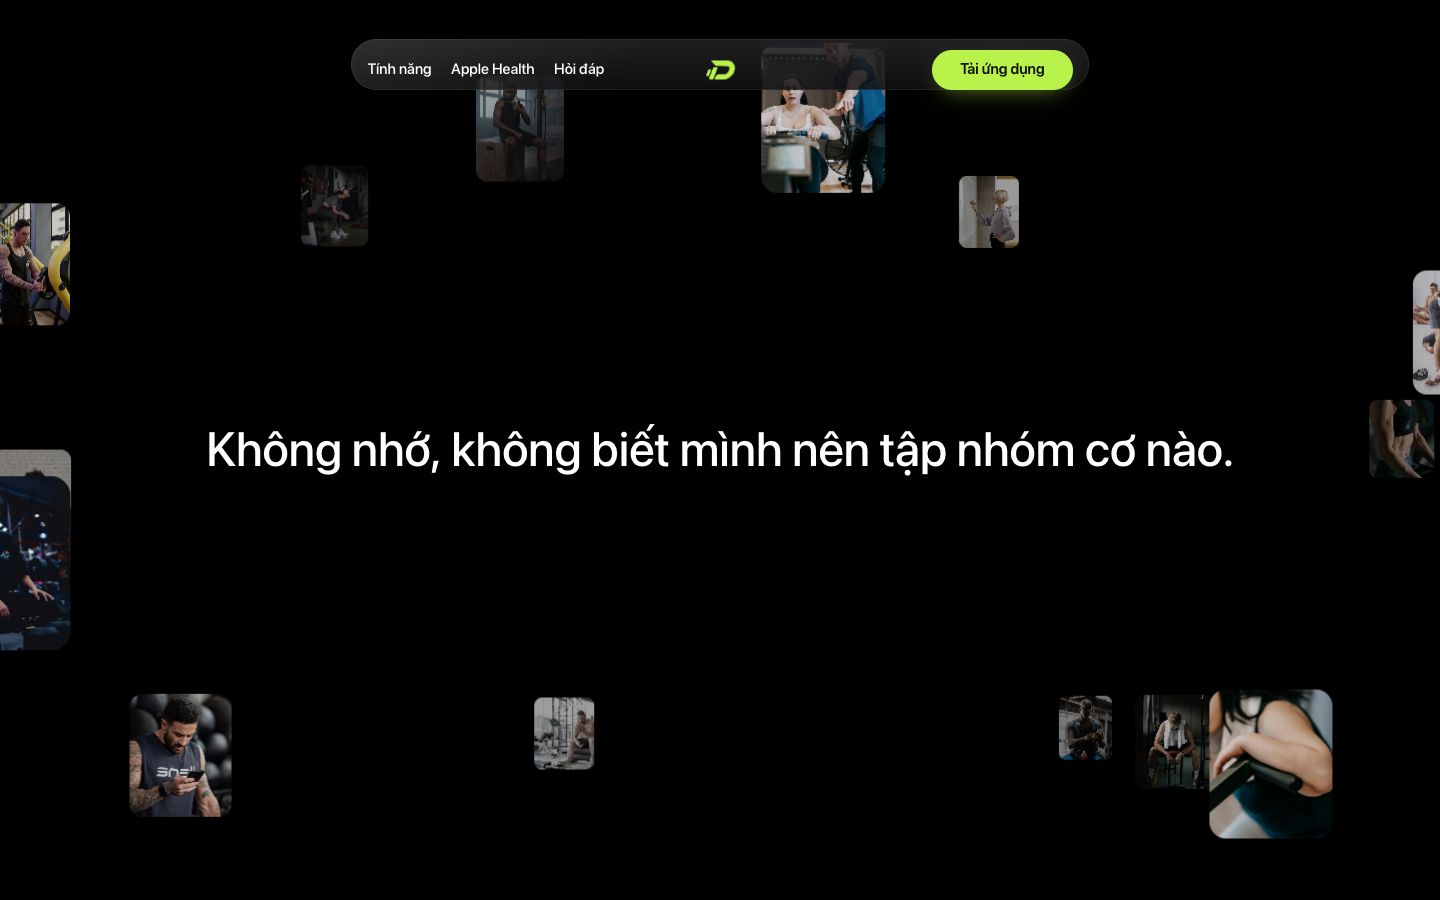 Tính năng
Apple Health
Hỏi đáp
Tải ứng dụng
Không nhớ, không biết mình nên tập nhóm cơ nào.